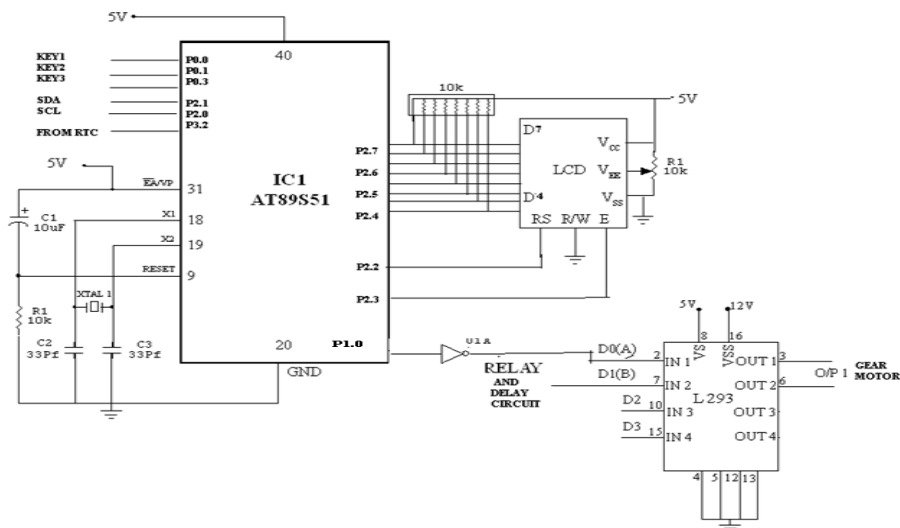 5V
40
KEY1
KEY2
KEY3
SDA
SCL
FROM RTC
P0.0
P0.1
P0.3
P2.1
P2.0
P3.2
5V
EA/VP
31
X1
18
X2
19
RESET
9
C1
10uF
R1
10k
XTAL 1
C2
33Pf
C3
33Pf
IC1
AT89S51
20
GND
P2.7
P2.6
P2.5
P2.4
P2.2
P2.3
P1.0
10k
5V
D7
LCD
D4
VCC
VEE
VSS
RS R/W E
R1
10k
U1A
RELAY
AND
DELAY
CIRCUIT
D0(A)
D1(B)
D2
D3
5V
12V
8
16
VS
VSS
2 IN 1
7 IN 2
10 IN 3
15 IN 4
L 293
OUT 1 3
OUT 2 6
OUT 3
OUT 4
O/P 1
GEAR
MOTOR
4 5 12 13